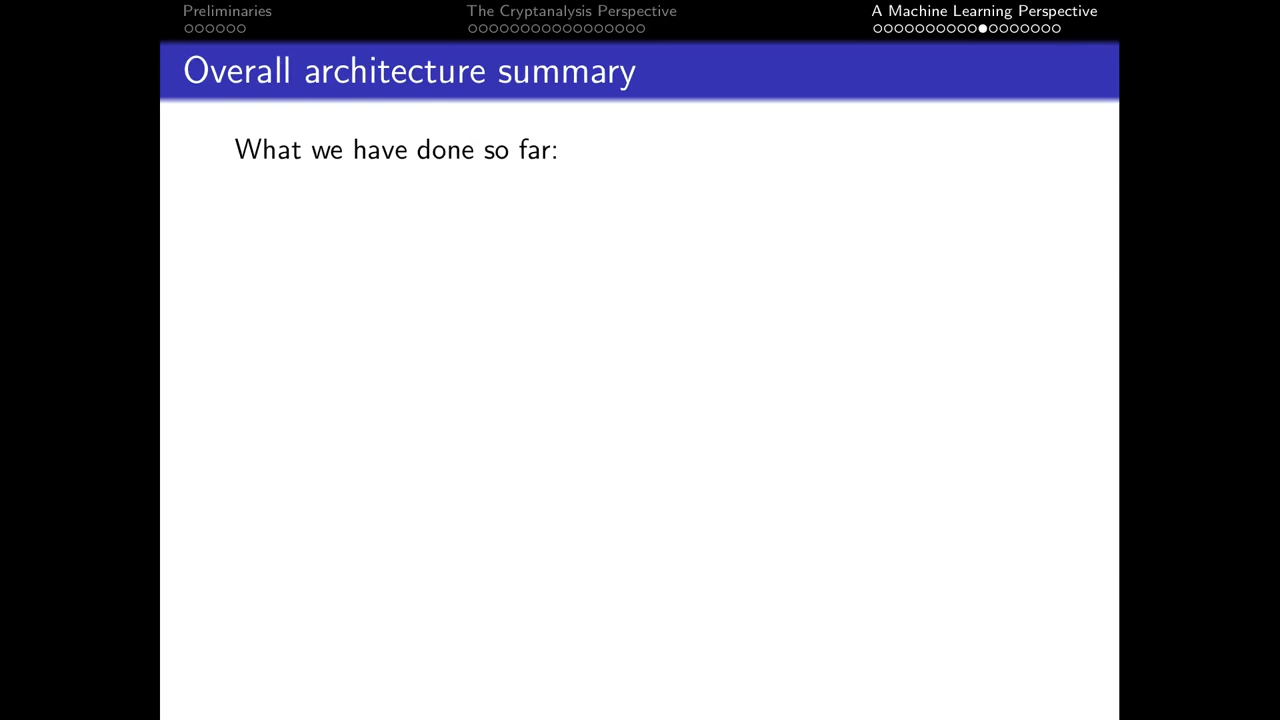 Preliminaries
The Cryptanalysis Perspective
A Machine Learning Perspective
Overall architecture summary
What we have done so far: